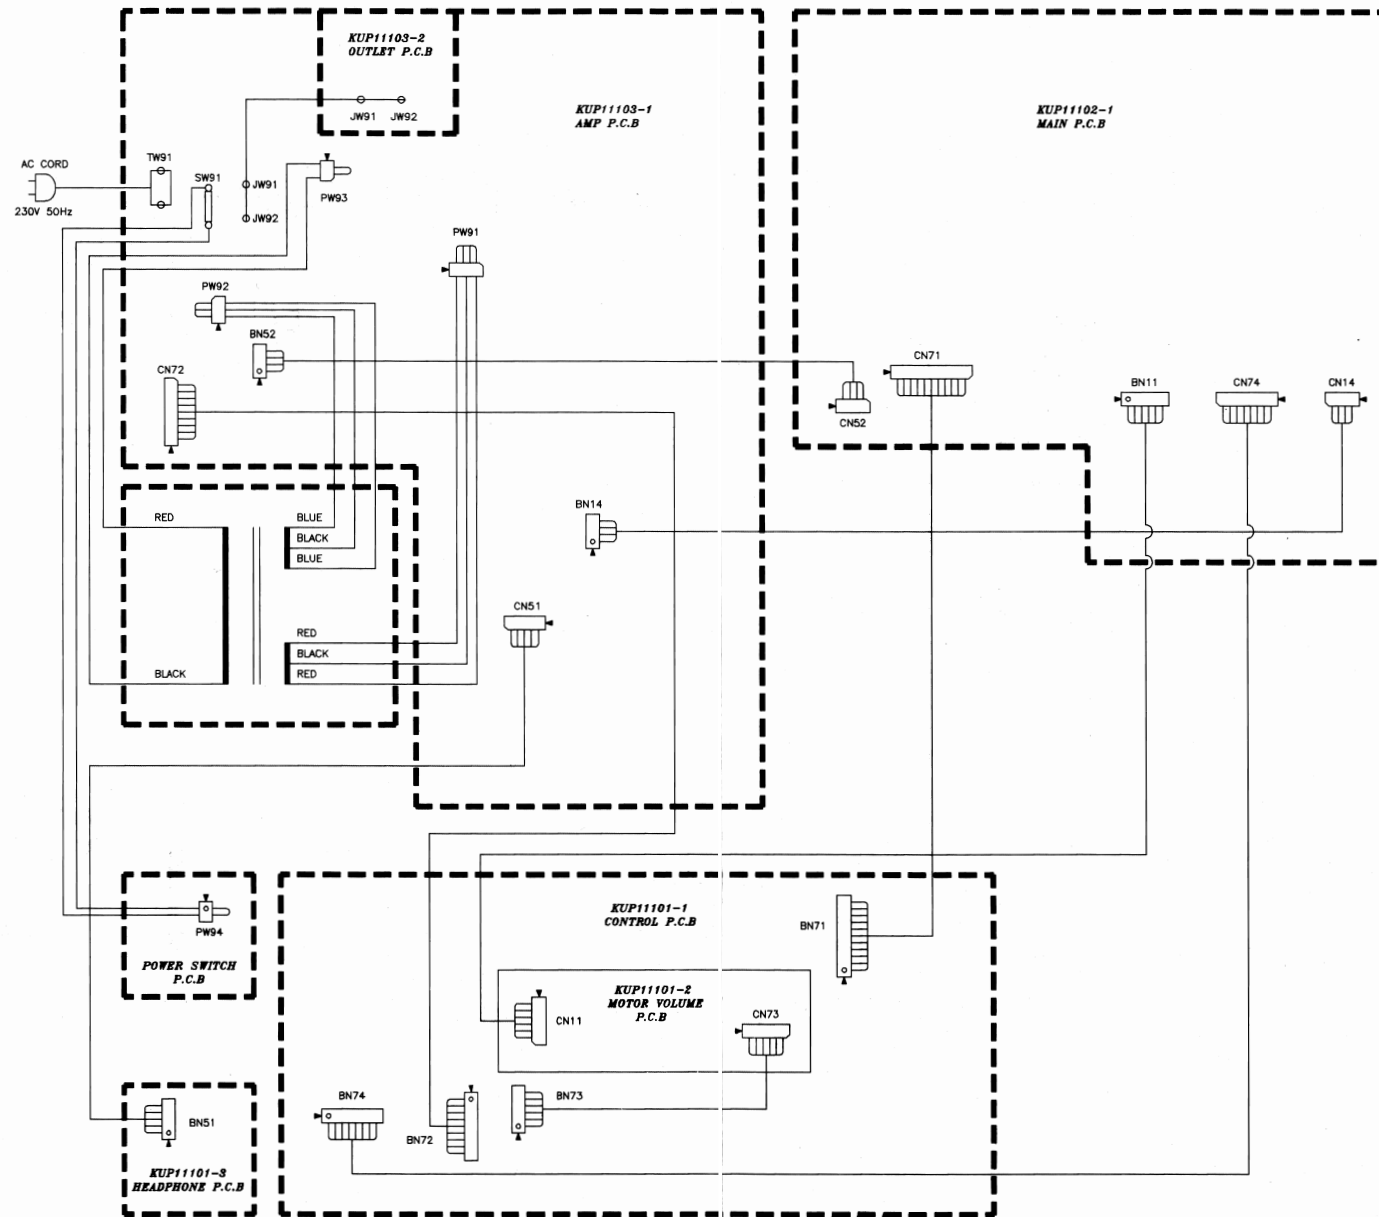 KUP11103-2
OUTLET P.C.B
JW91 JW92
KUP11103-1
AMP P.C.B
KUP11102-1
MAIN P.C.B
AC CORD
230V 50Hz
TW91
SW91
JW91
JW92
PW93
PW91
PW92
BN52
CN72
CN52
CN71
BN11
CN74
CN14
RED
BLUE
BLACK
BLUE
BN14
CN51
RED
BLACK
RED
BLACK
PW94
POWER SWITCH
P.C.B
KUP11101-1
CONTROL P.C.B
BN71
KUP11101-2
MOTOR VOLUME
P.C.B
CN11
CN73
BN74
BN72
BN73
BN51
KUP11101-3
HEADPHONE P.C.B